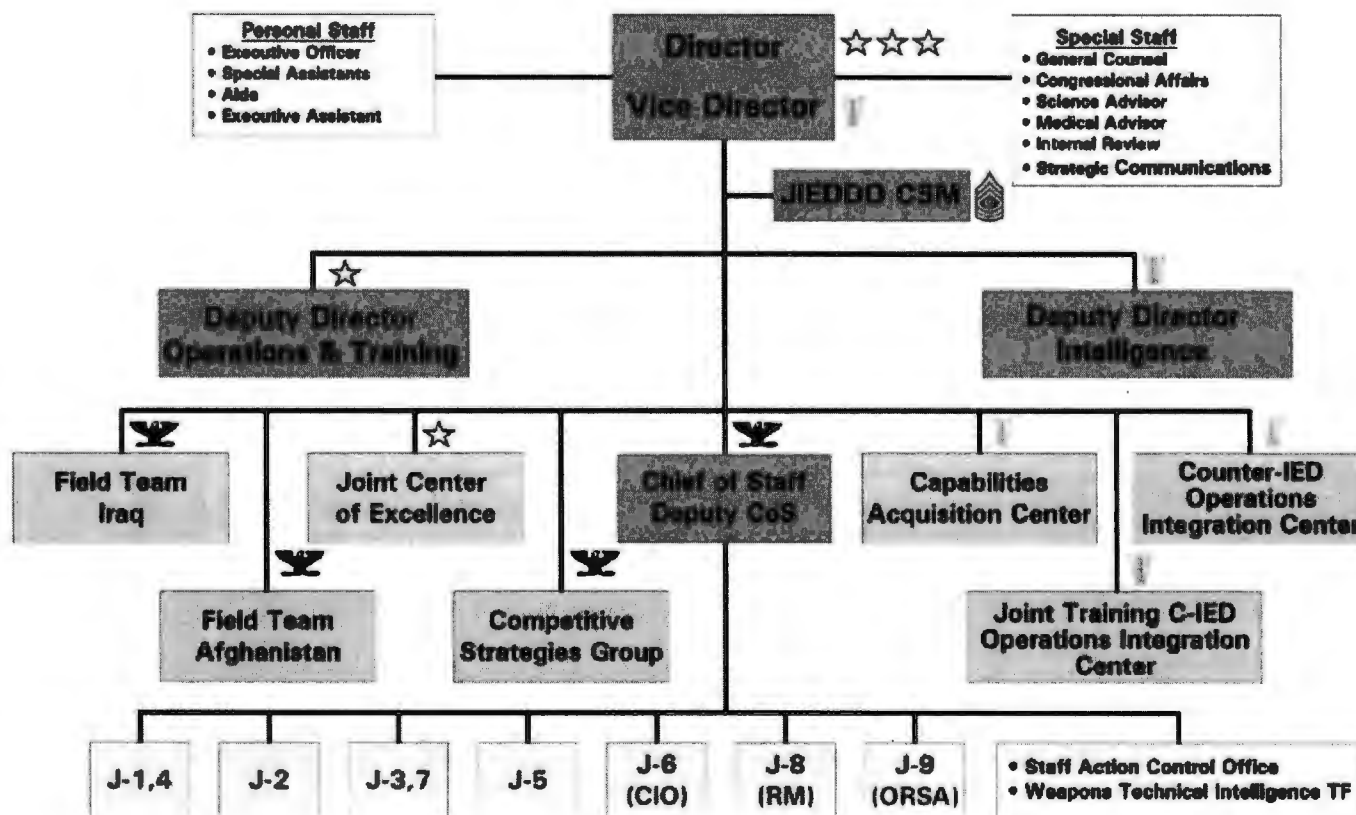 Personal Staff
• Executive Officer
• Special Assistants
• Aide
• Executive Assistant
Director
Vice Director
Special Staff
• General Counsel
• Congressional Affairs
• Science Advisor
• Medical Advisor
• Internal Review
• Strategic Communications
JIEDDO CSM
Deputy Director
Operations & Training
Deputy Director
Intelligence
Field Team
Iraq
Joint Center
of Excellence
Chief of Staff
Deputy CoS
Capabilities
Acquisition Center
Counter-IED
Operations
Integration Center
Field Team
Afghanistan
Competitive
Strategies Group
Joint Training C-IED
Operations Integration
Center
J-1,4
J-2
J-3,7
J-5
J-6
(CIO)
J-8
(RM)
J-9
(ORSA)
• Staff Action Control Office
• Weapons Technical Intelligence TF